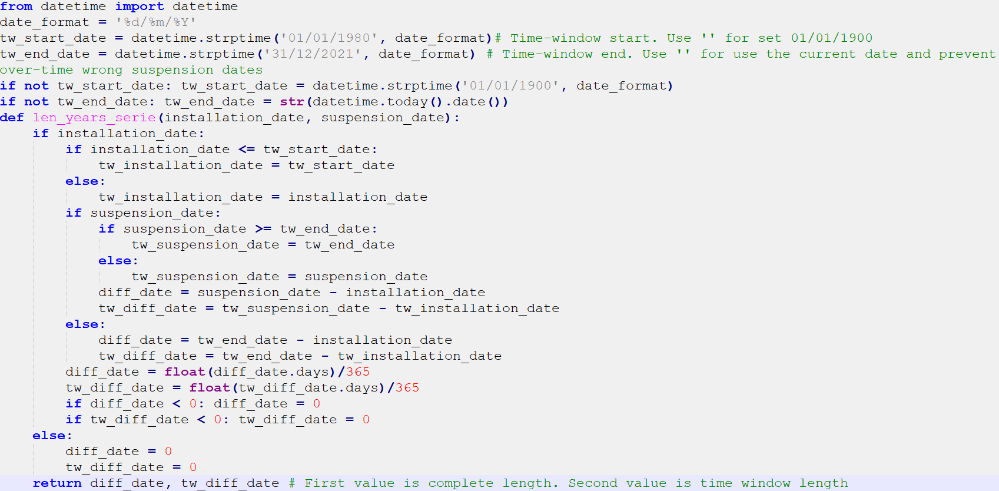 from datetime import datetime
date_format = '%d/%m/%Y'
tw_start_date = datetime.strptime('01/01/1980', date_format)# Time-window start. Use '' for set 01/01/1900
tw_end_date = datetime.strptime('31/12/2021', date_format) # Time-window end. Use '' for use the current date and prevent
over-time wrong suspension dates
if not tw_start_date: tw_start_date = datetime.strptime('01/01/1900', date_format)
if not tw_end_date: tw_end_date = str(datetime.today().date())
def len_years_serie(installation_date, suspension_date):
    if installation_date:
        if installation_date <= tw_start_date:
            tw_installation_date = tw_start_date
        else:
            tw_installation_date = installation_date
        if suspension_date:
            if suspension_date >= tw_end_date:
                tw_suspension_date = tw_end_date
            else:
                tw_suspension_date = suspension_date
            diff_date = suspension_date - installation_date
            tw_diff_date = tw_suspension_date - tw_installation_date
        else:
            diff_date = tw_end_date - installation_date
            tw_diff_date = tw_end_date - tw_installation_date
        diff_date = float(diff_date.days)/365
        tw_diff_date = float(tw_diff_date.days)/365
        if diff_date < 0: diff_date = 0
        if tw_diff_date < 0: tw_diff_date = 0
    else:
        diff_date = 0
        tw_diff_date = 0
    return diff_date, tw_diff_date # First value is complete length. Second value is time window length